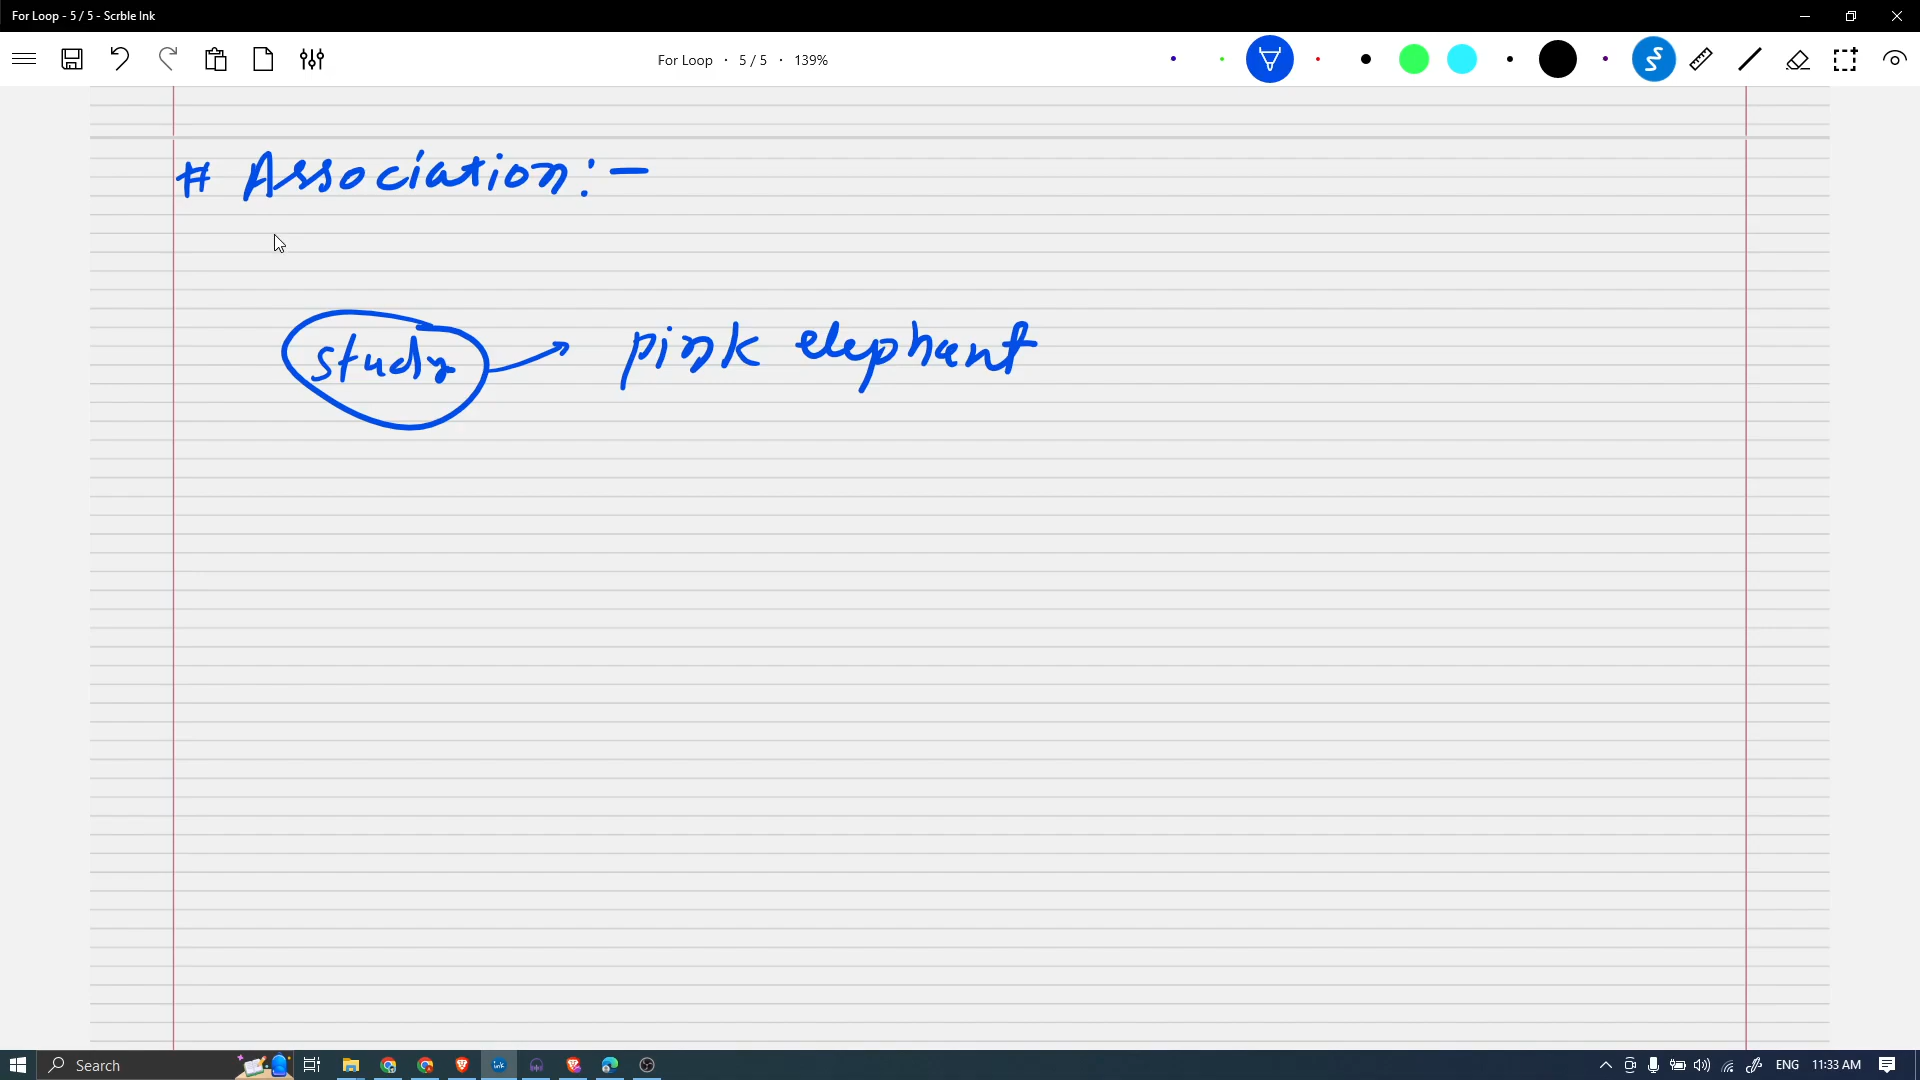 For Loop - 5 / 5 - Scrble Ink
For Loop · 5 / 5 · 139%
# Association:-
study → pink elephant
Search
ink
ENG 11:33 AM